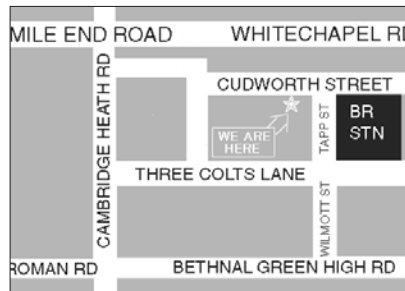 MILE END ROAD
WHITECHAPEL RD
CAMBRIDGE HEATH RD
CUDWORTH STREET
WE ARE
HERE
TAPP ST
BR
STN
THREE COLTS LANE
WILMOTT ST
ROMAN RD
BETHNAL GREEN HIGH RD